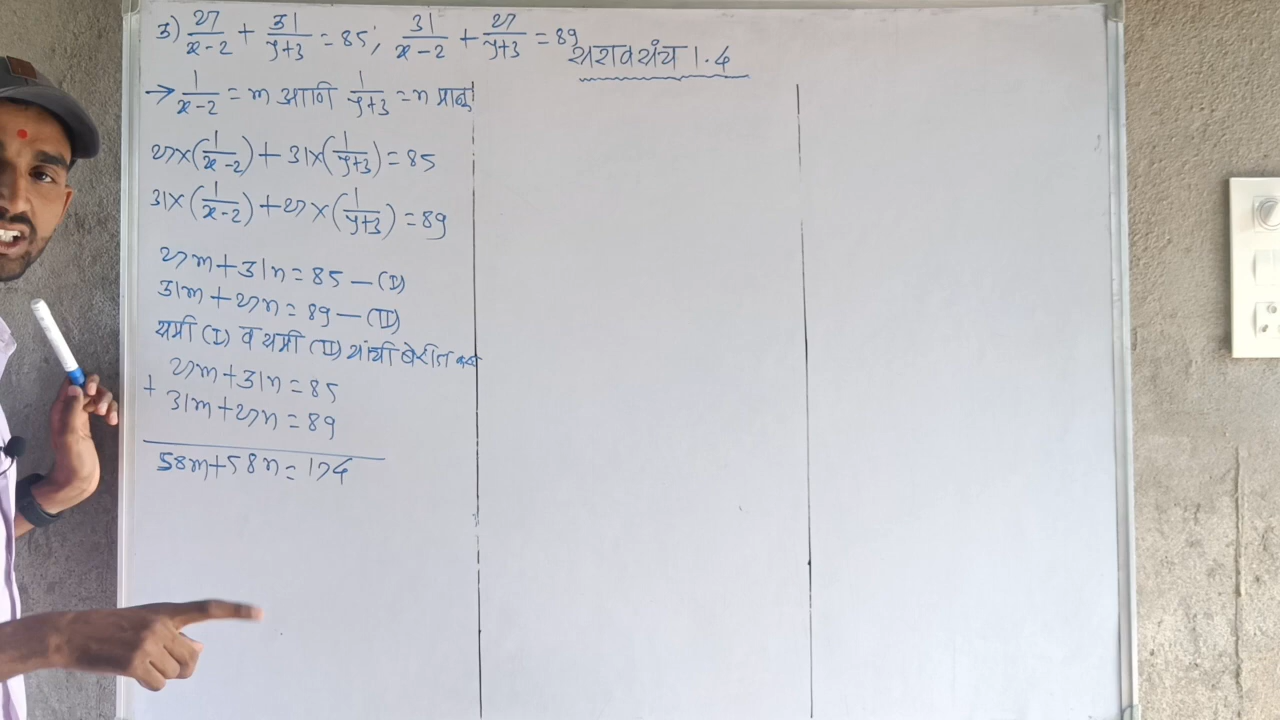 3) 27/(x-2) + 31/(y+3) = 85; 31/(x-2) + 27/(y+3) = 89
सरावसंच 1.4
→ 1/(x-2) = m आणि 1/(y+3) = n मानू
27×(1/(x-2)) + 31×(1/(y+3)) = 85
31×(1/(x-2)) + 27×(1/(y+3)) = 89
27m+31n = 85 — (I)
31m+27n = 89 — (II)
समी (I) व समी (II) यांची बेरीज करू
27m+31n = 85
+ 31m+27n = 89
58m+58n = 174